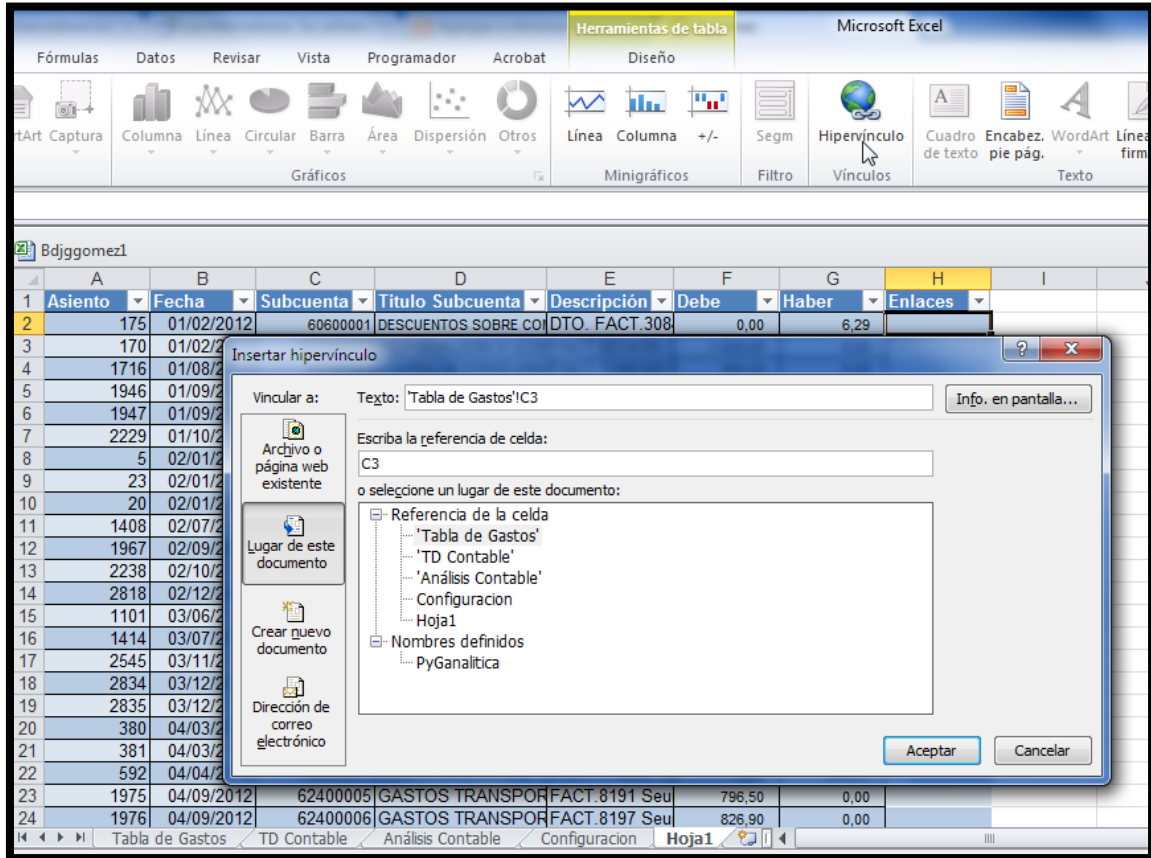 Herramientas de tabla Microsoft Excel
Fórmulas Datos Revisar Vista Programador Acrobat Diseño
Captura Columna Línea Circular Barra Área Dispersión Otros Línea Columna +/- Segm Hipervínculo Cuadro de texto Encabez. pie pág. WordArt
Gráficos Minigráficos Filtro Vínculos Texto
Bdjggomez1
A B C D E F G H I
1 Asiento Fecha Subcuenta Titulo Subcuenta Descripción Debe Haber Enlaces
2 175 01/02/2012 60600001 DESCUENTOS SOBRE CO DTO. FACT.308 0,00 6,29
3 170 01/02/2
4 1716 01/08/2
5 1946 01/09/2
6 1947 01/09/2
7 2229 01/10/2
8 5 02/01/2
9 23 02/01/2
10 20 02/01/2
11 1408 02/07/2
12 1967 02/09/2
13 2238 02/10/2
14 2818 02/12/2
15 1101 03/06/2
16 1414 03/07/2
17 2545 03/11/2
18 2834 03/12/2
19 2835 03/12/2
20 380 04/03/2
21 381 04/03/2
22 592 04/04/2
23 1975 04/09/2012 62400005 GASTOS TRANSPOR FACT.8191 Seu 796,50 0,00
24 1976 04/09/2012 62400006 GASTOS TRANSPOR FACT.8197 Seu 826,90 0,00
Insertar hipervínculo
Vincular a:
Texto: 'Tabla de Gastos'!C3
Info. en pantalla...
Archivo o
página web
existente
Lugar de este
documento
Crear nuevo
documento
Dirección de
correo
electrónico
Escriba la referencia de celda:
C3
o seleccione un lugar de este documento:
Referencia de la celda
'Tabla de Gastos'
'TD Contable'
'Análisis Contable'
Configuracion
Hoja1
Nombres definidos
PyGanalitica
Aceptar Cancelar
Tabla de Gastos TD Contable Análisis Contable Configuracion Hoja1